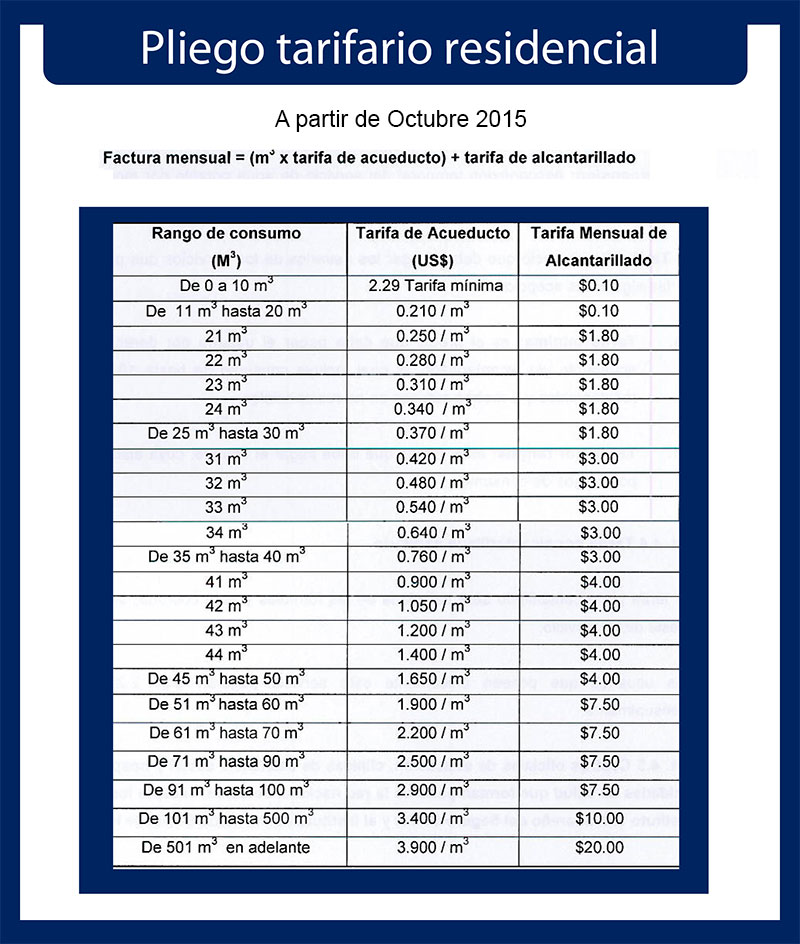 Pliego tarifario residencial
A partir de Octubre 2015
Factura mensual = (m³ x tarifa de acueducto) + tarifa de alcantarillado
Rango de consumo (M³) Tarifa de Acueducto (US$) Tarifa Mensual de Alcantarillado
De 0 a 10 m³ 2.29 Tarifa mínima $0.10
De 11 m³ hasta 20 m³ 0.210 / m³ $0.10
21 m³ 0.250 / m³ $1.80
22 m³ 0.280 / m³ $1.80
23 m³ 0.310 / m³ $1.80
24 m³ 0.340 / m³ $1.80
De 25 m³ hasta 30 m³ 0.370 / m³ $1.80
31 m³ 0.420 / m³ $3.00
32 m³ 0.480 / m³ $3.00
33 m³ 0.540 / m³ $3.00
34 m³ 0.640 / m³ $3.00
De 35 m³ hasta 40 m³ 0.760 / m³ $3.00
41 m³ 0.900 / m³ $4.00
42 m³ 1.050 / m³ $4.00
43 m³ 1.200 / m³ $4.00
44 m³ 1.400 / m³ $4.00
De 45 m³ hasta 50 m³ 1.650 / m³ $4.00
De 51 m³ hasta 60 m³ 1.900 / m³ $7.50
De 61 m³ hasta 70 m³ 2.200 / m³ $7.50
De 71 m³ hasta 90 m³ 2.500 / m³ $7.50
De 91 m³ hasta 100 m³ 2.900 / m³ $7.50
De 101 m³ hasta 500 m³ 3.400 / m³ $10.00
De 501 m³ en adelante 3.900 / m³ $20.00